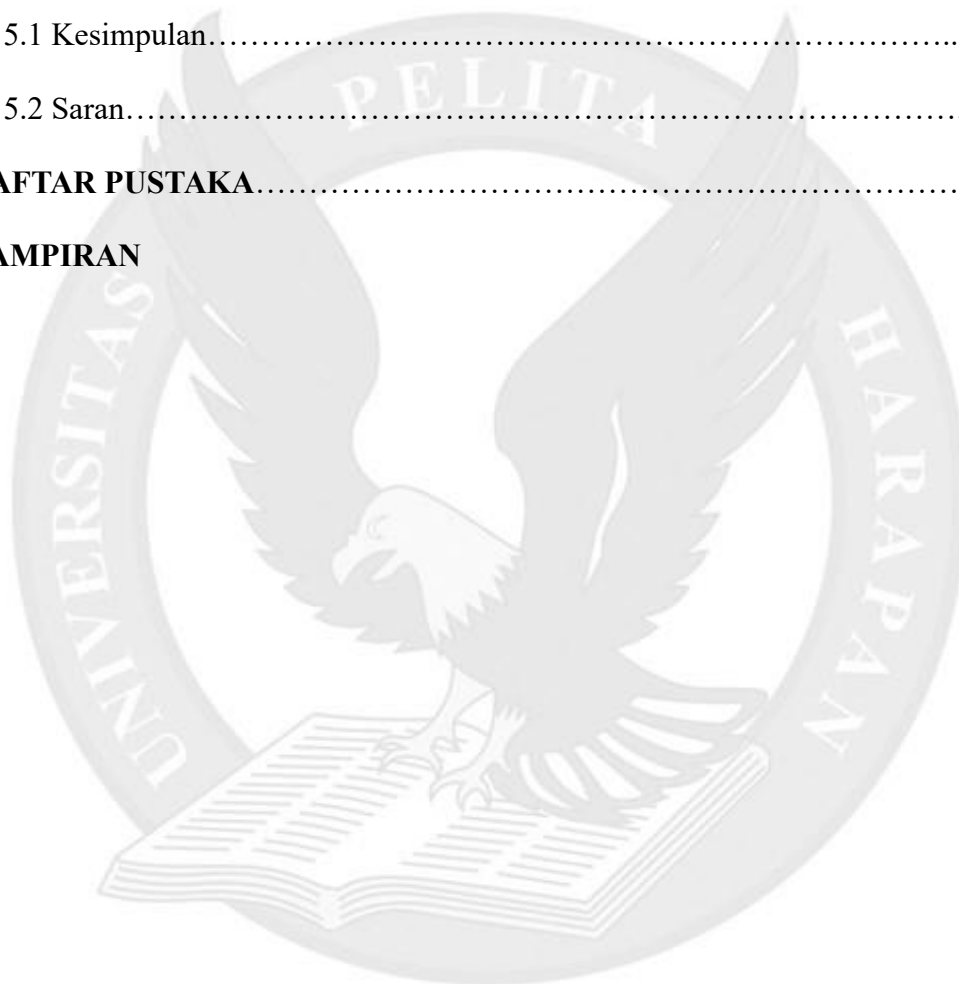 5.1 Kesimpulan……………………………………………………………..
5.2 Saran……………………………………………………………………
AFTAR PUSTAKA…………………………………………………………
AMPIRAN
UNIVERSITAS PELITA HARAPAN